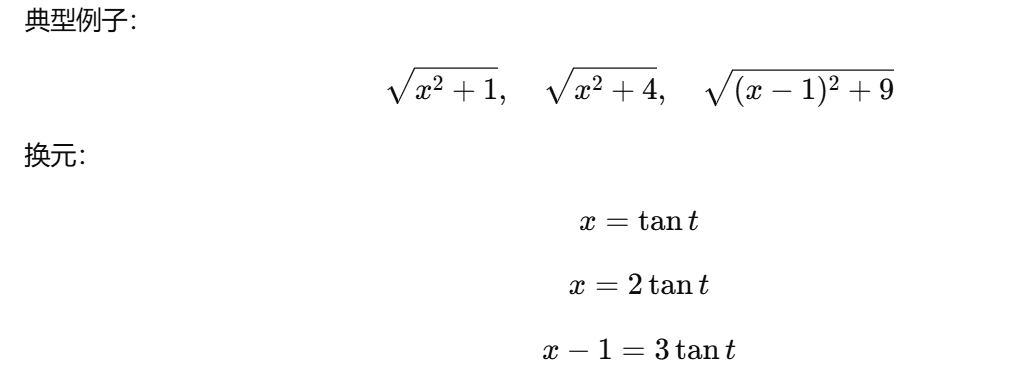 典型例子：
√(x² + 1),  √(x² + 4),  √((x − 1)² + 9)
换元：
x = tan t
x = 2 tan t
x − 1 = 3 tan t